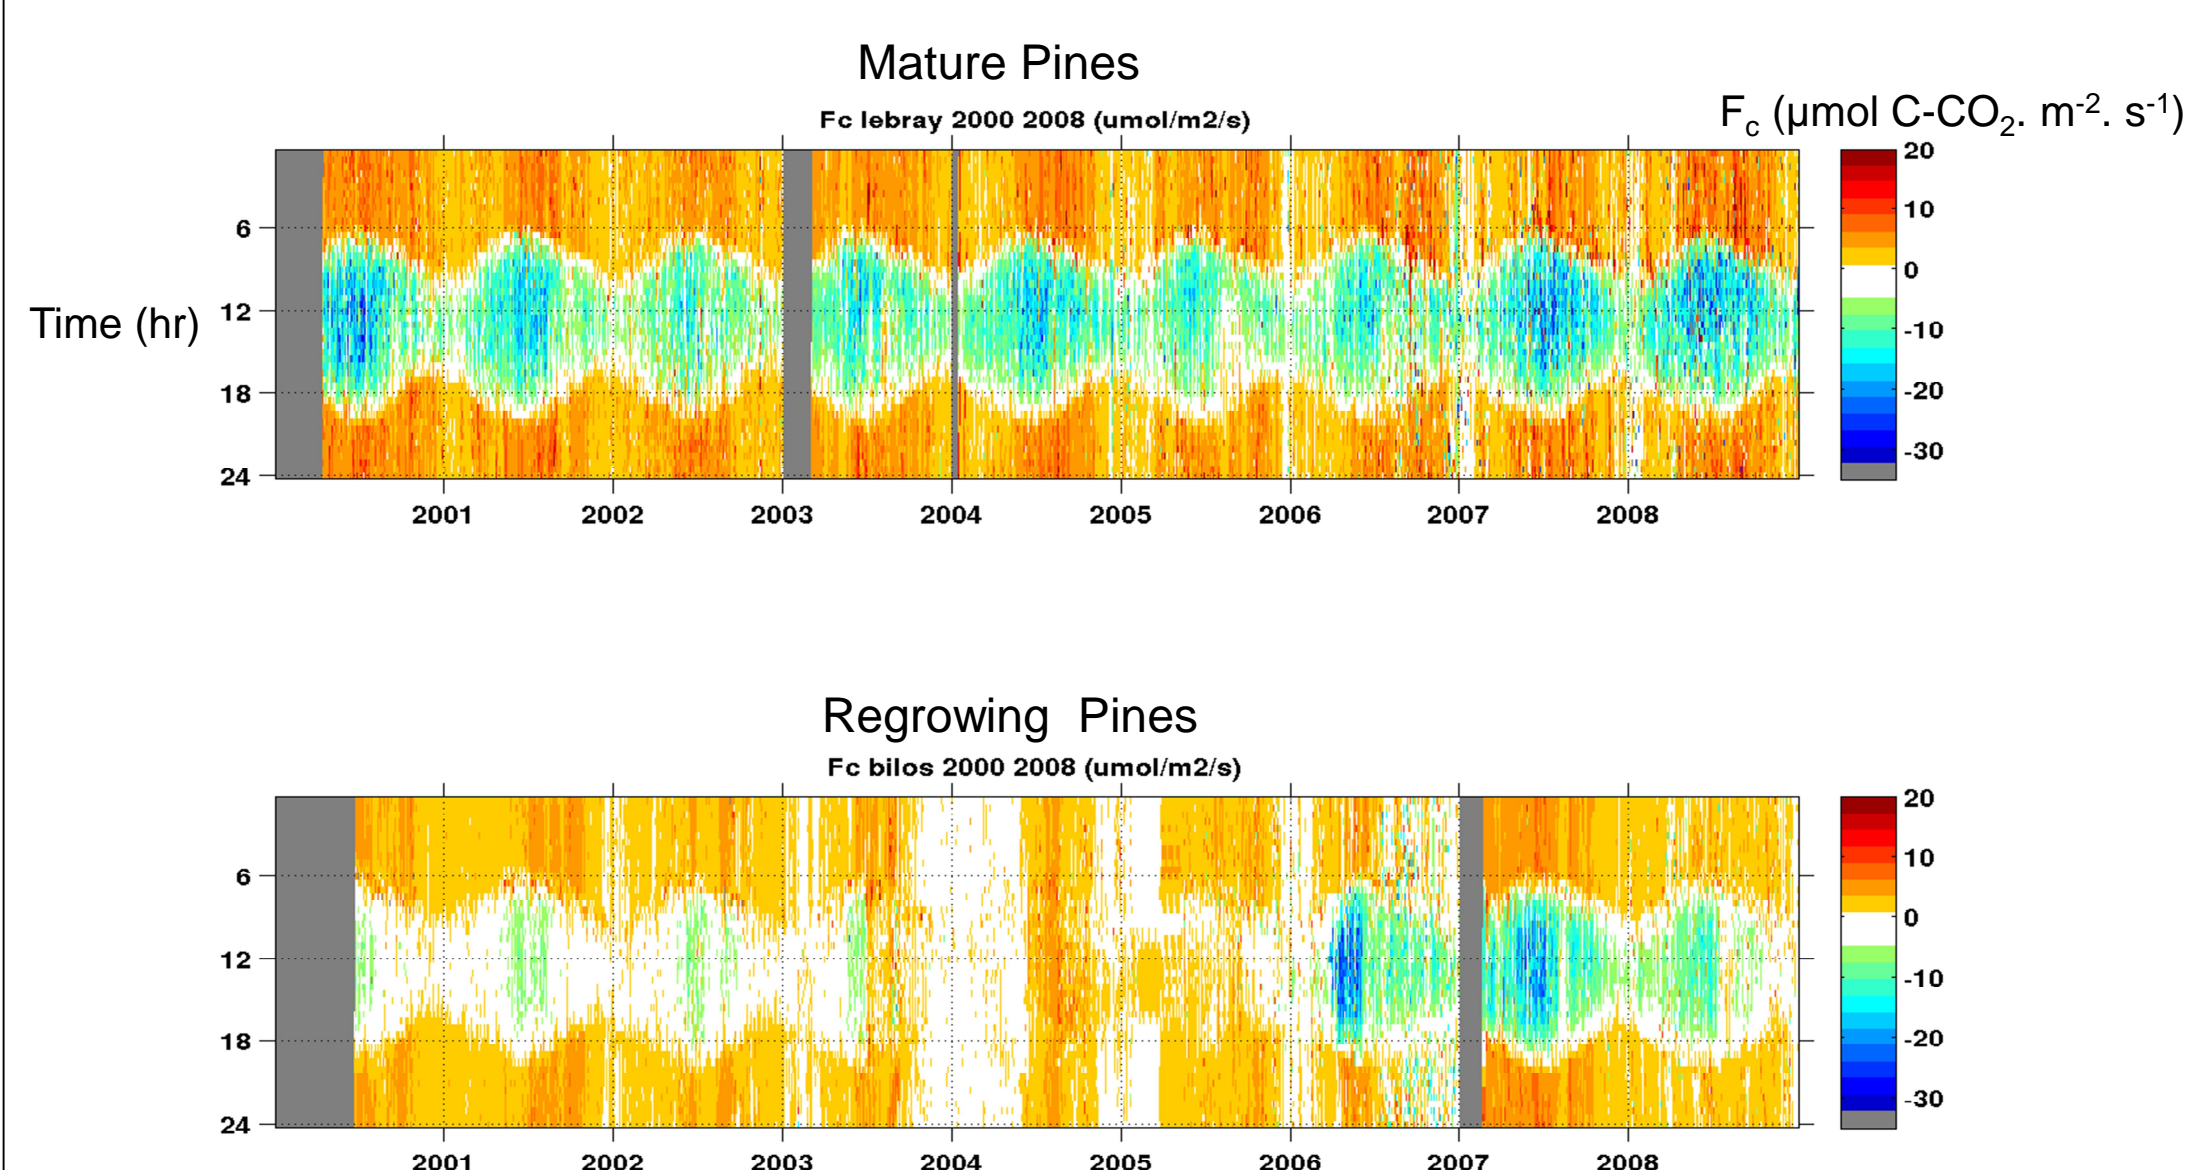 Mature Pines
Fc lebray 2000 2008 (umol/m2/s)
Fc (µmol C-CO2. m-2. s-1)
20
10
0
-10
-20
-30
Time (hr)
6
12
18
24
2001 2002 2003 2004 2005 2006 2007 2008
Regrowing Pines
Fc bilos 2000 2008 (umol/m2/s)
20
10
0
-10
-20
-30
6
12
18
24
2001 2002 2003 2004 2005 2006 2007 2008